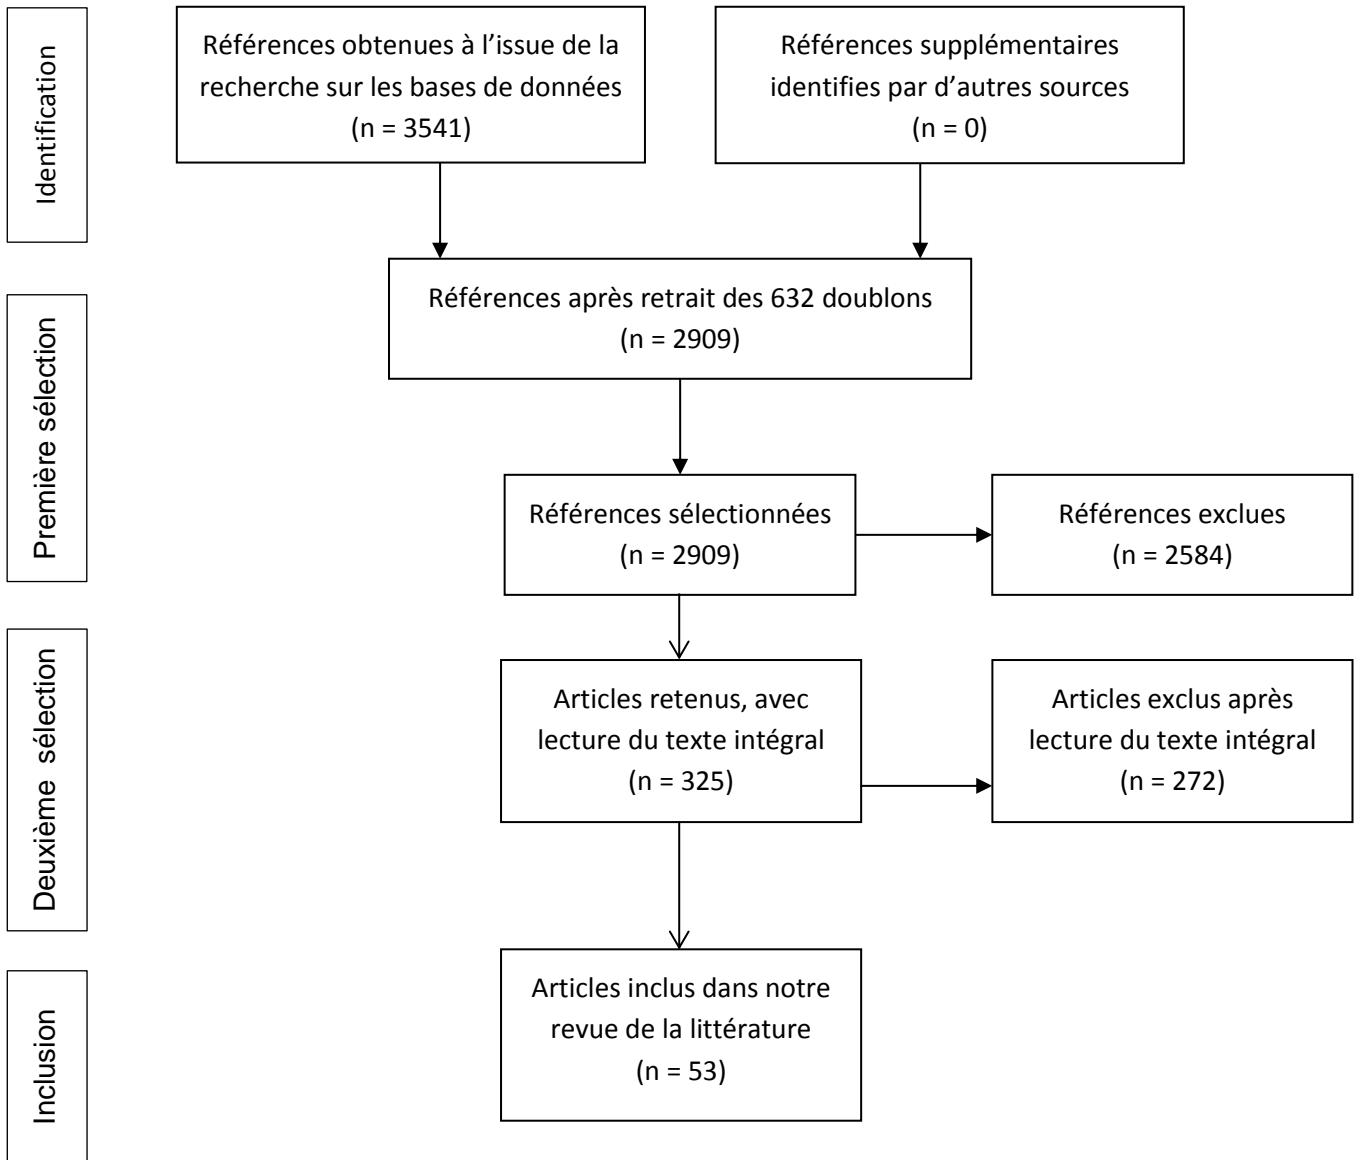 Identification
Références obtenues à l'issue de la
recherche sur les bases de données
(n = 3541)
Références supplémentaires
identifies par d'autres sources
(n = 0)
Première sélection
Références après retrait des 632 doublons
(n = 2909)
Références sélectionnées
(n = 2909)
Références exclues
(n = 2584)
Deuxième sélection
Articles retenus, avec
lecture du texte intégral
(n = 325)
Articles exclus après
lecture du texte intégral
(n = 272)
Inclusion
Articles inclus dans notre
revue de la littérature
(n = 53)